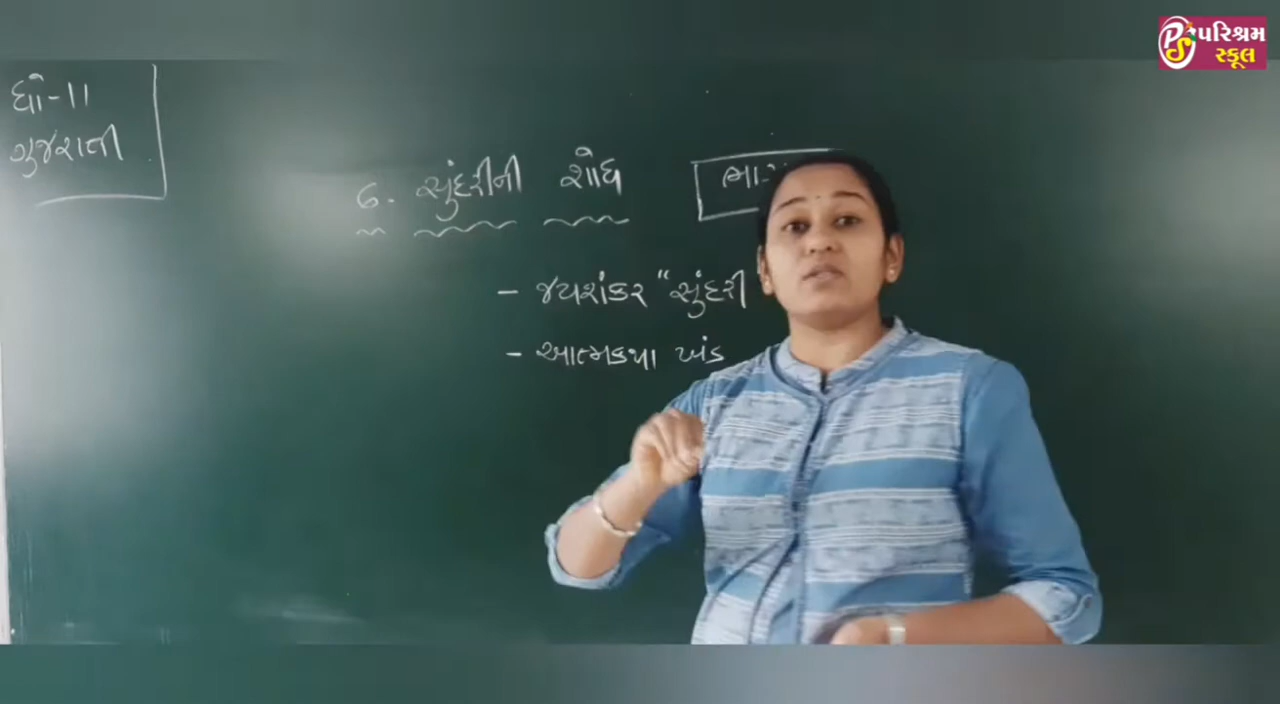 ધો-11
ગુજરાતી
6. સુંદરીની શોધ
- જયશંકર "સુંદરી
- આત્મકથા ખંડ
પરિશ્રમ
સ્કૂલ